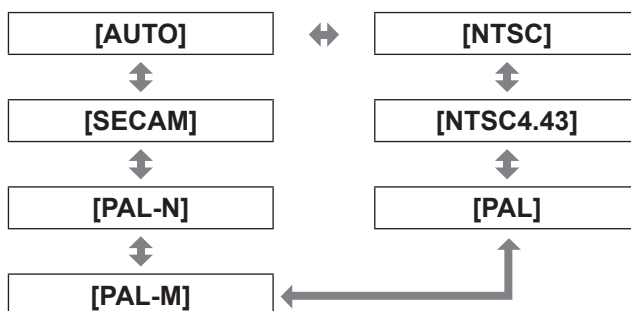 [AUTO] [NTSC]
[SECAM] [NTSC4.43]
[PAL-N] [PAL]
[PAL-M]